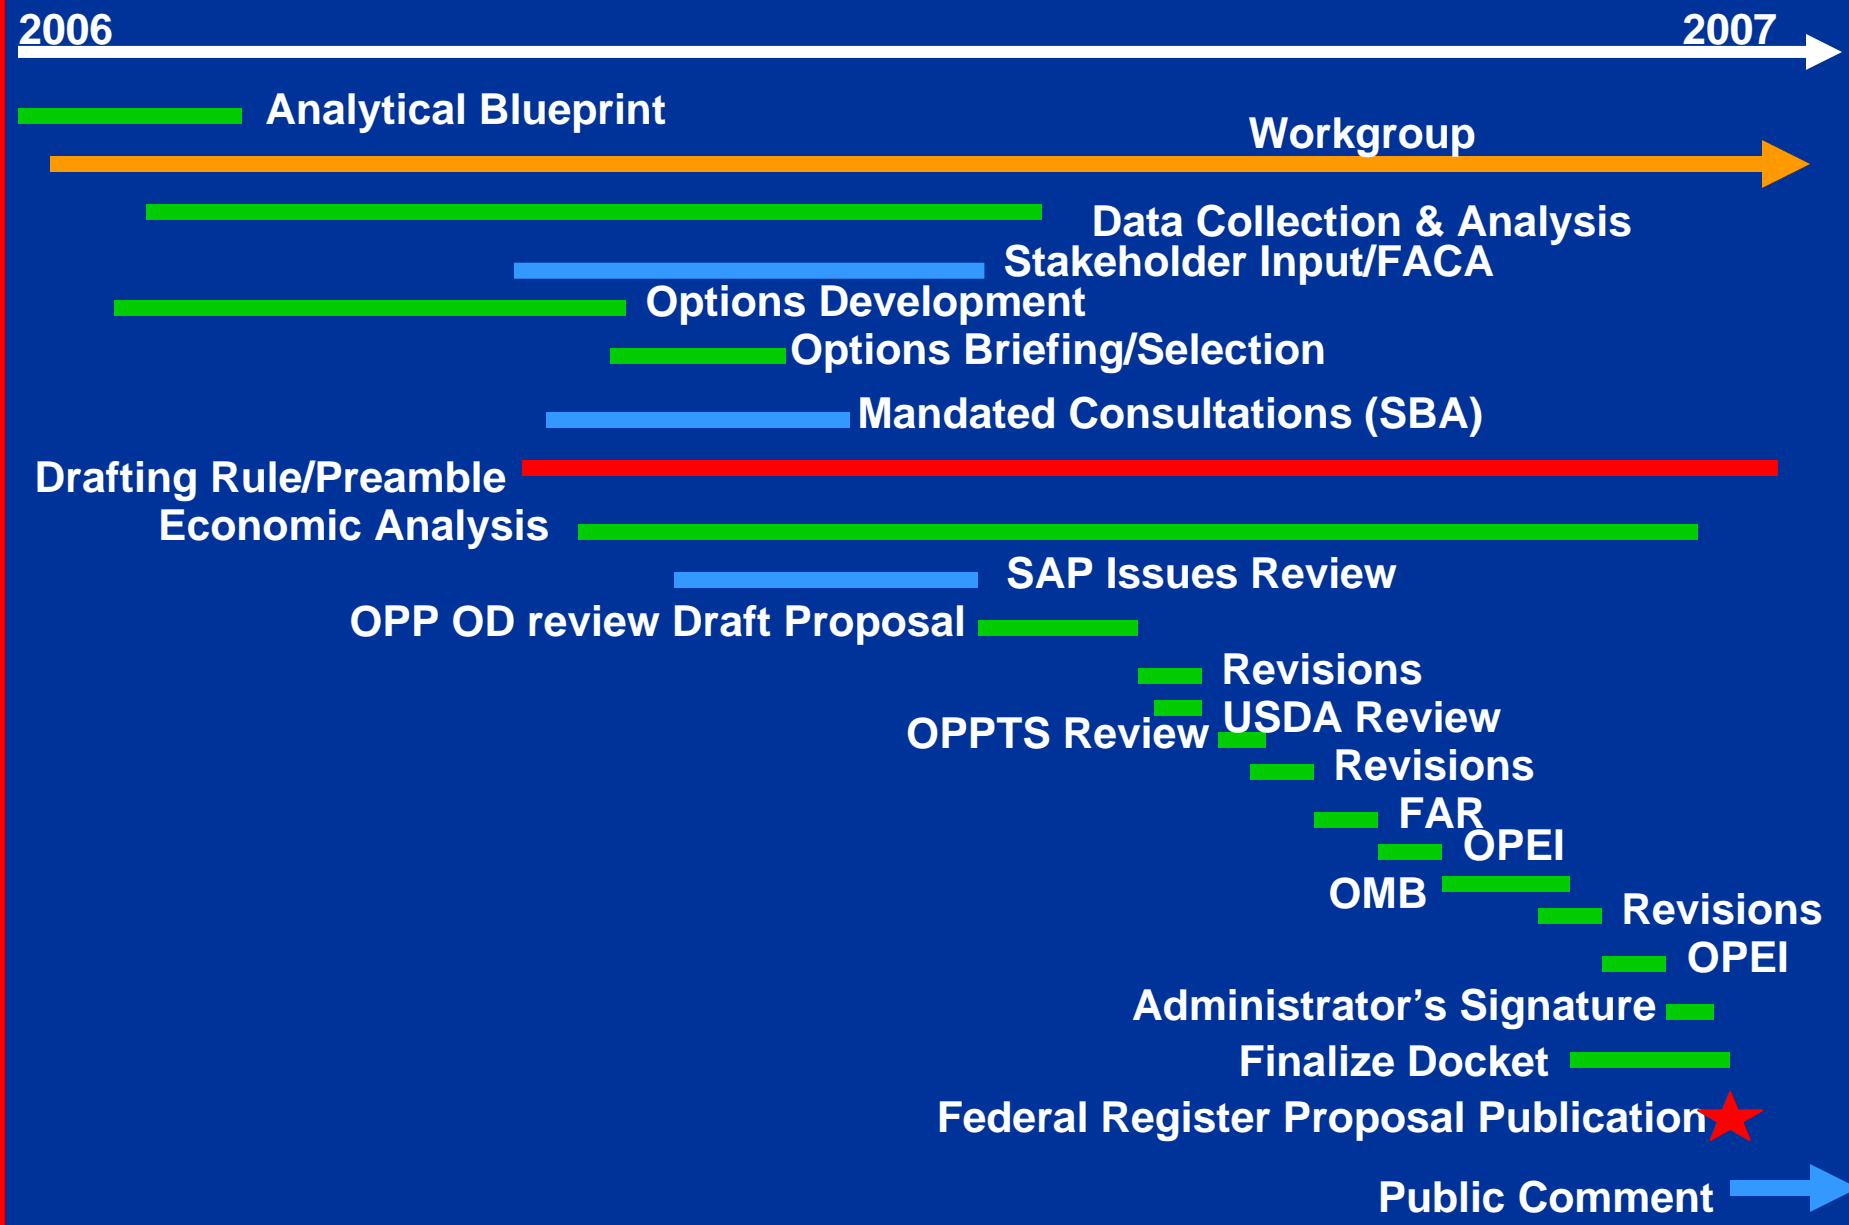 2006 2007
Analytical Blueprint
Workgroup
Data Collection & Analysis
Stakeholder Input/FACA
Options Development
Options Briefing/Selection
Mandated Consultations (SBA)
Drafting Rule/Preamble
Economic Analysis
SAP Issues Review
OPP OD review Draft Proposal
Revisions
USDA Review
OPPTS Review
Revisions
FAR
OPEI
OMB
Revisions
OPEI
Administrator’s Signature
Finalize Docket
Federal Register Proposal Publication
Public Comment